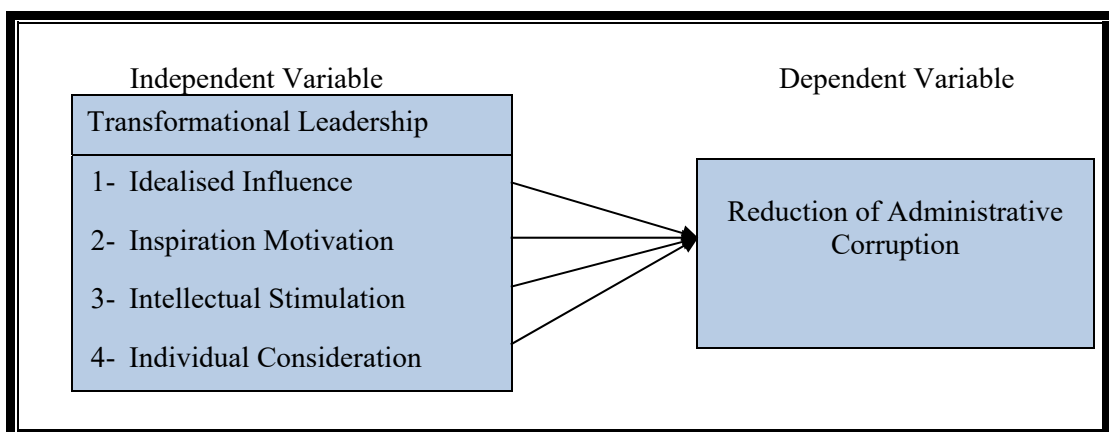 Independent Variable
Dependent Variable
Transformational Leadership
1- Idealised Influence
2- Inspiration Motivation
3- Intellectual Stimulation
4- Individual Consideration
Reduction of Administrative
Corruption